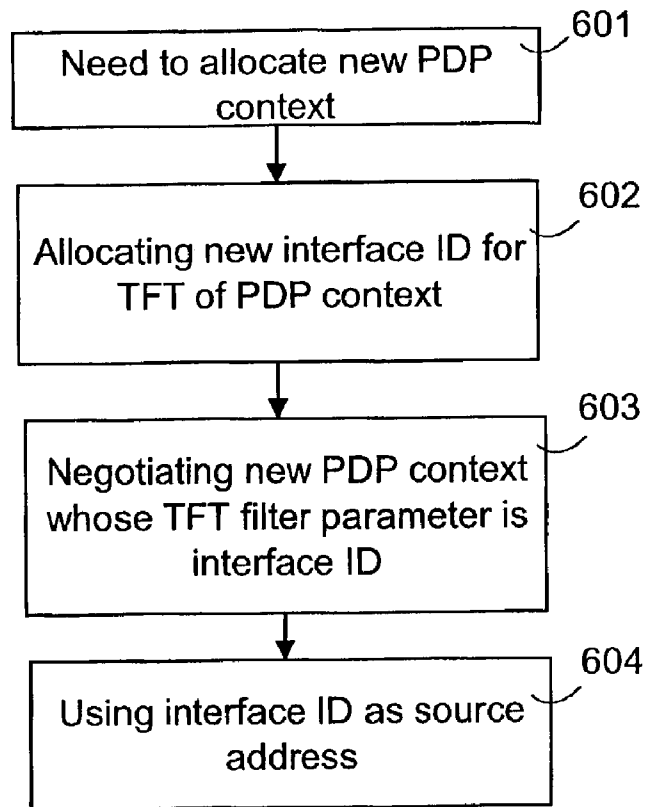 601
Need to allocate new PDP
context
602
Allocating new interface ID for
TFT of PDP context
603
Negotiating new PDP context
whose TFT filter parameter is
interface ID
604
Using interface ID as source
address